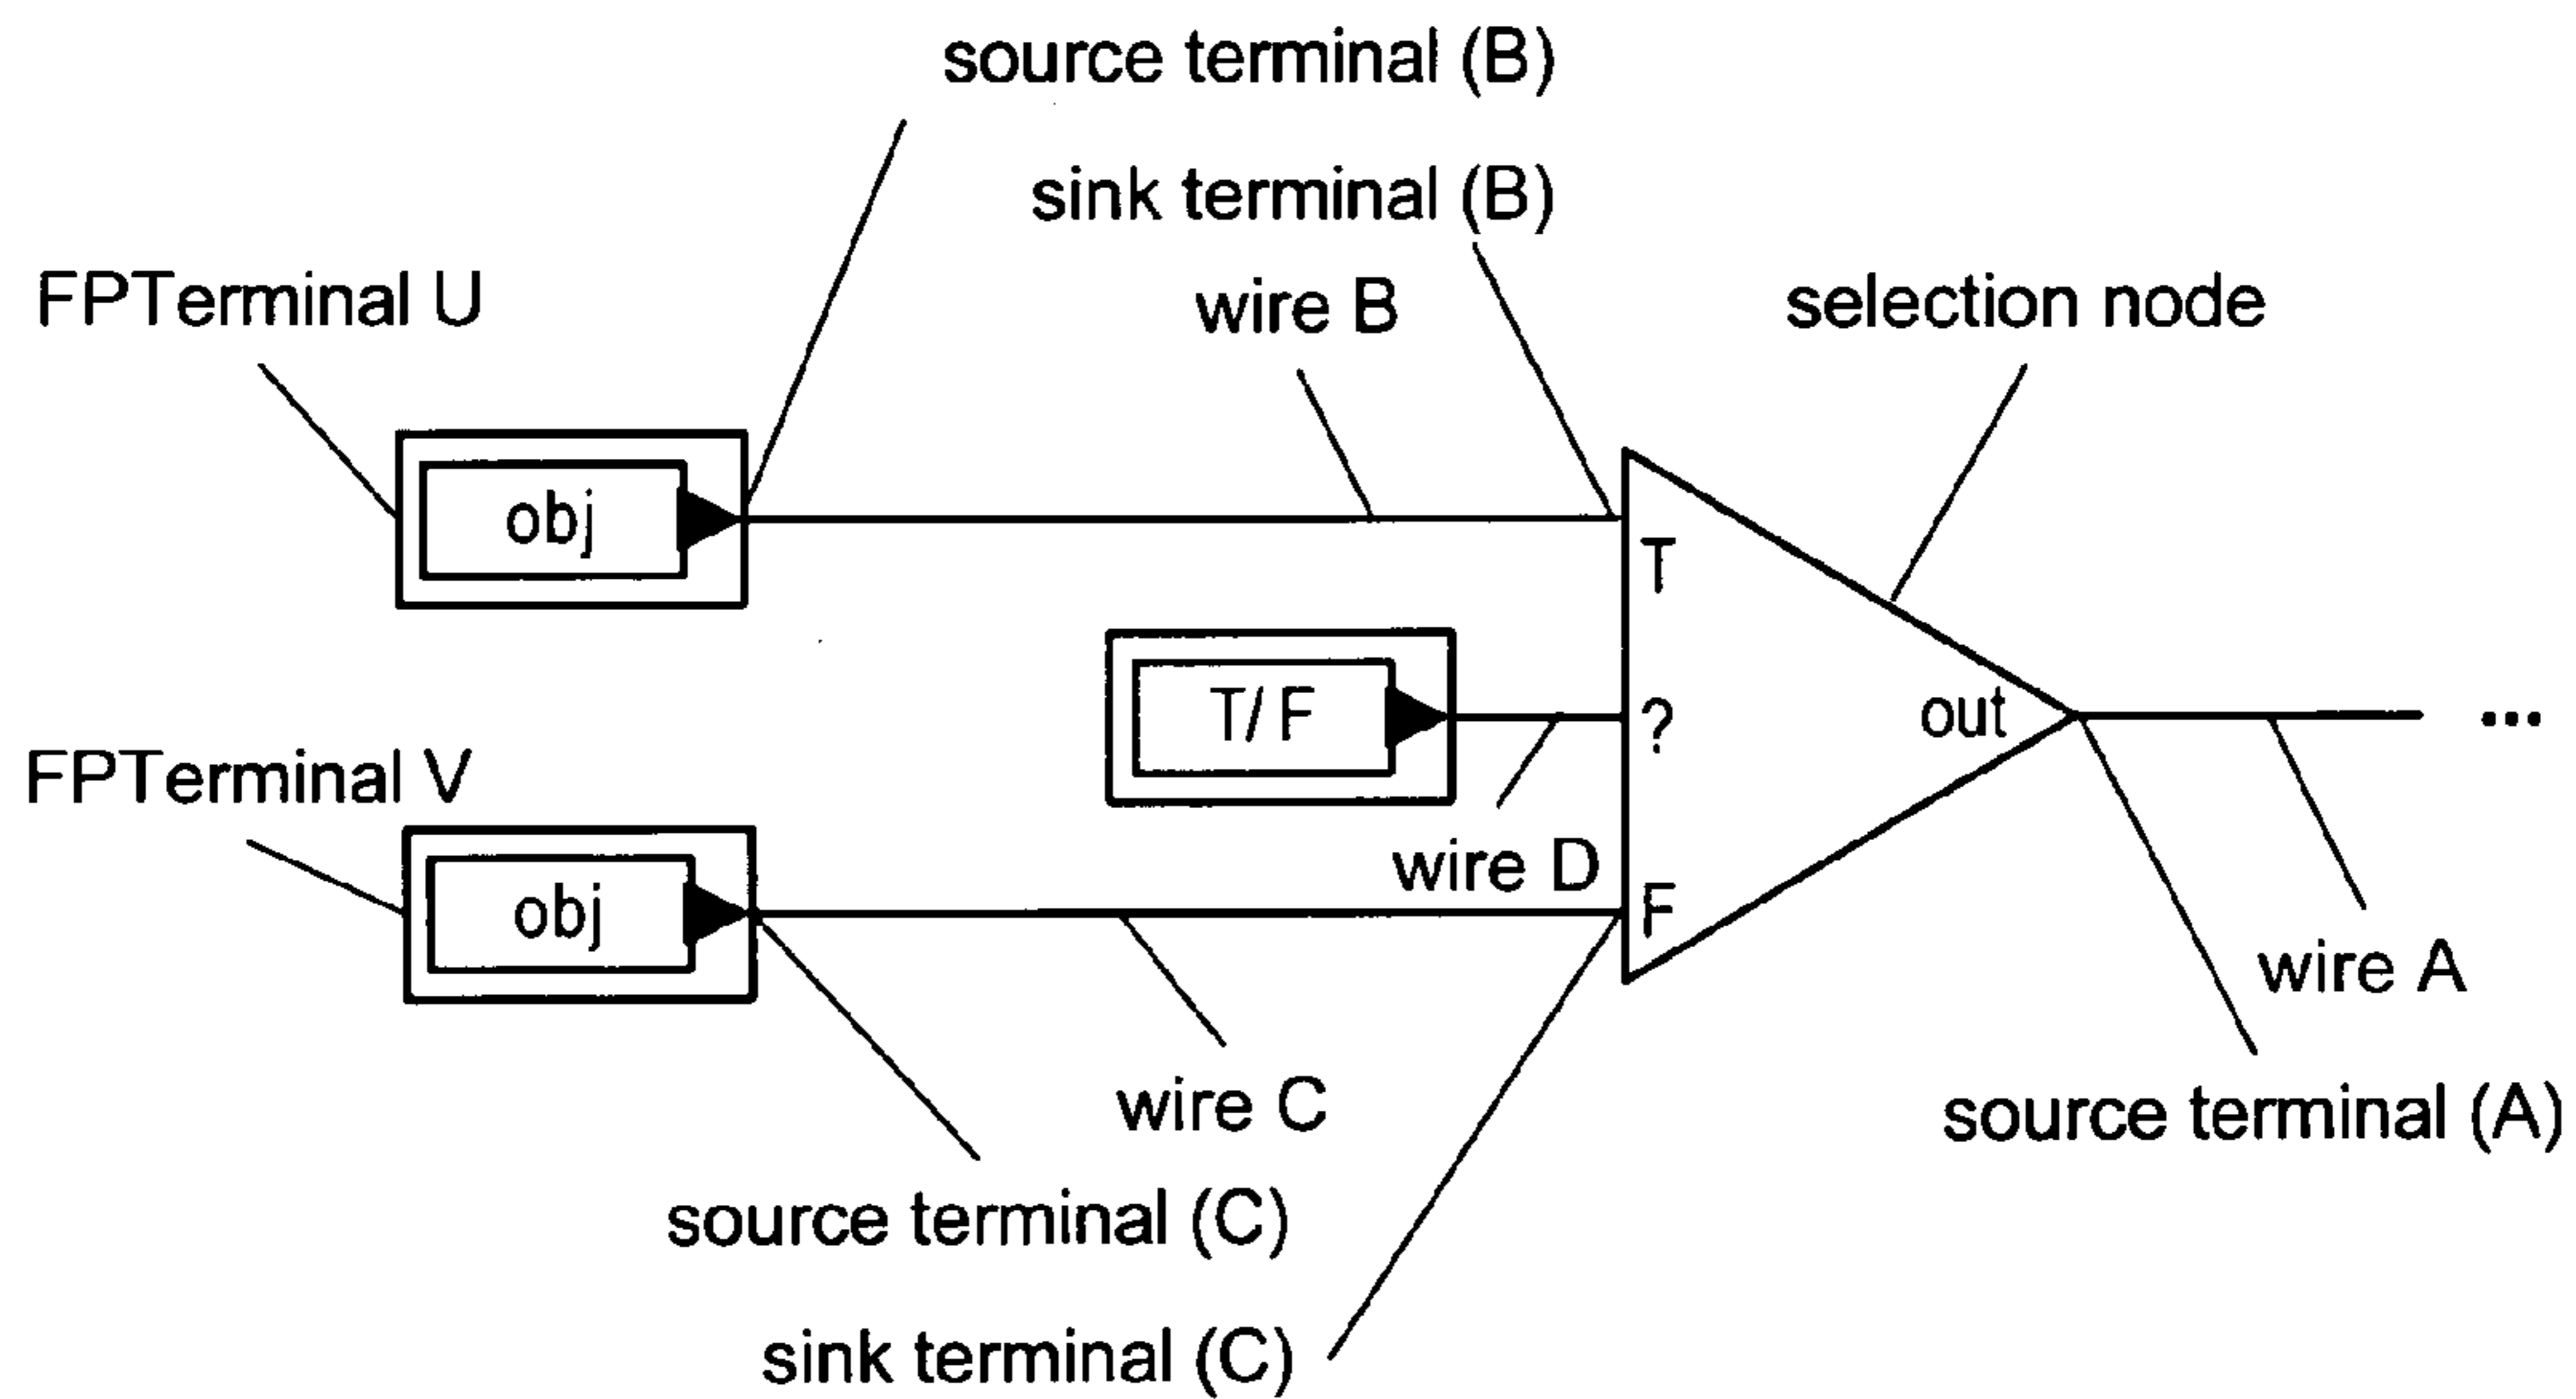 source terminal (B)
sink terminal (B)
FPTerminal U
wire B
selection node
obj
T
T/F
?
out
...
FPTerminal V
wire D
obj
F
wire A
wire C
source terminal (A)
source terminal (C)
sink terminal (C)